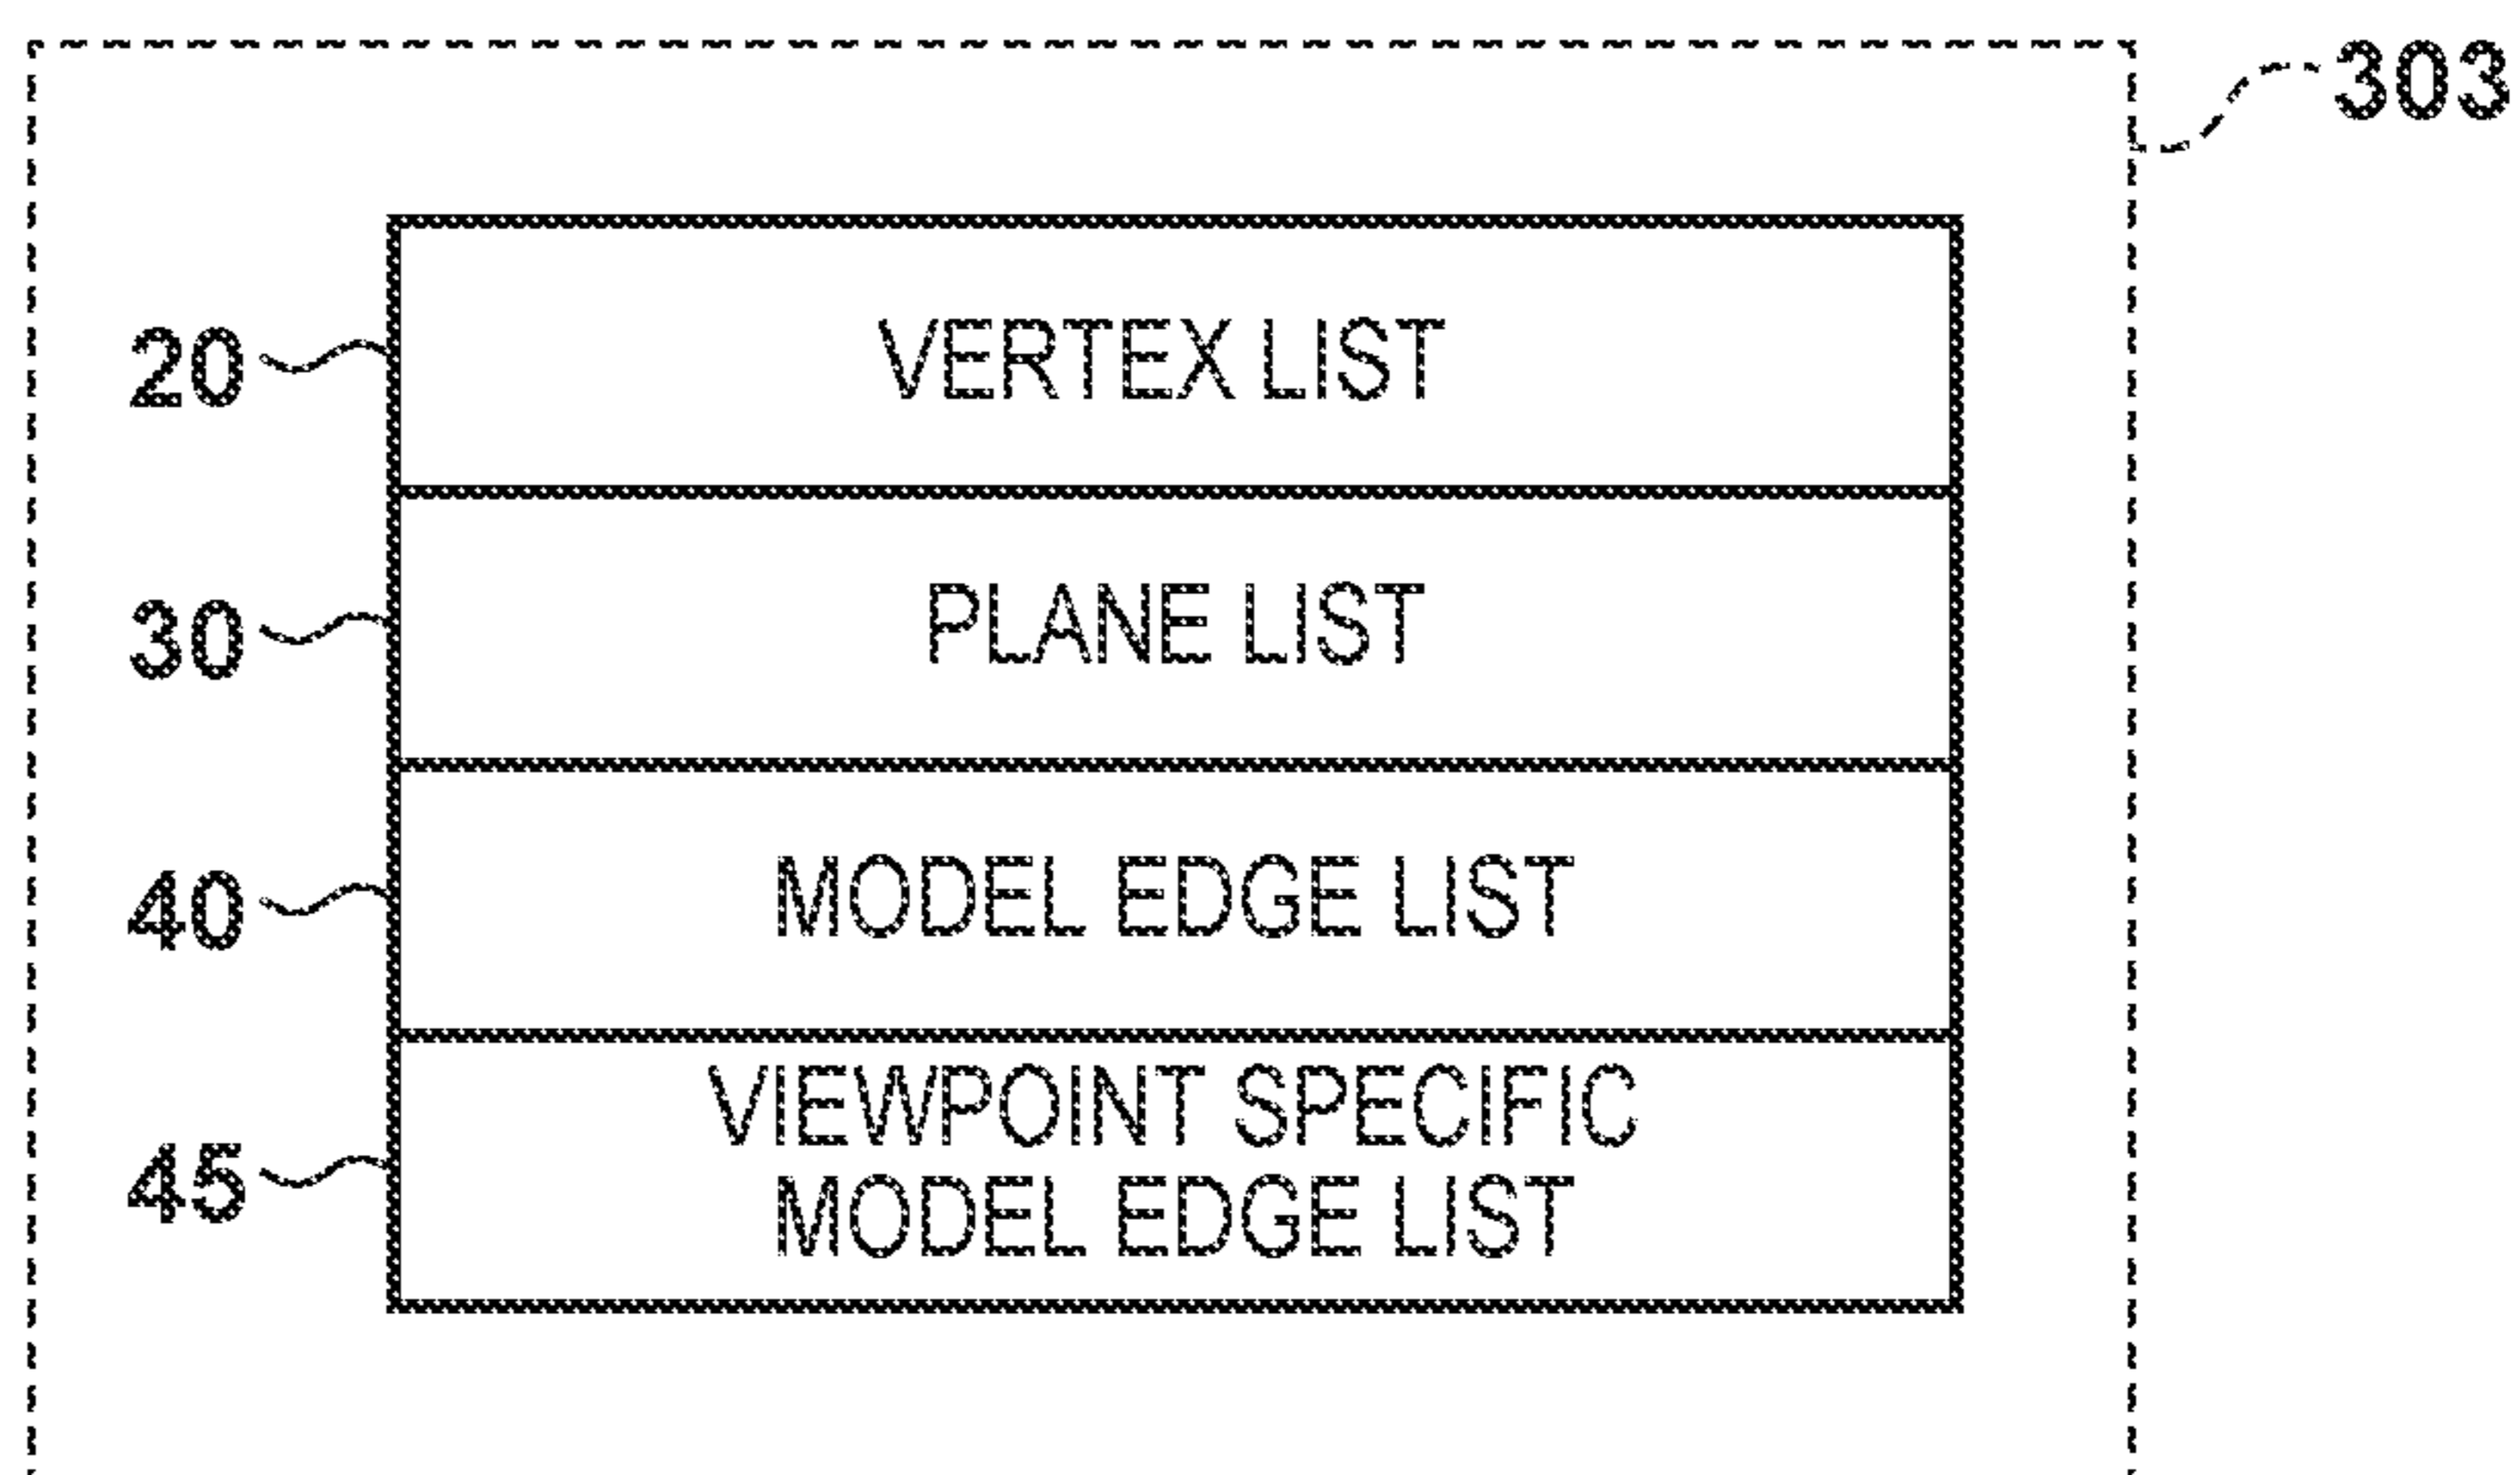 303
20
VERTEX LIST
30
PLANE LIST
40
MODEL EDGE LIST
45
VIEWPOINT SPECIFIC
MODEL EDGE LIST